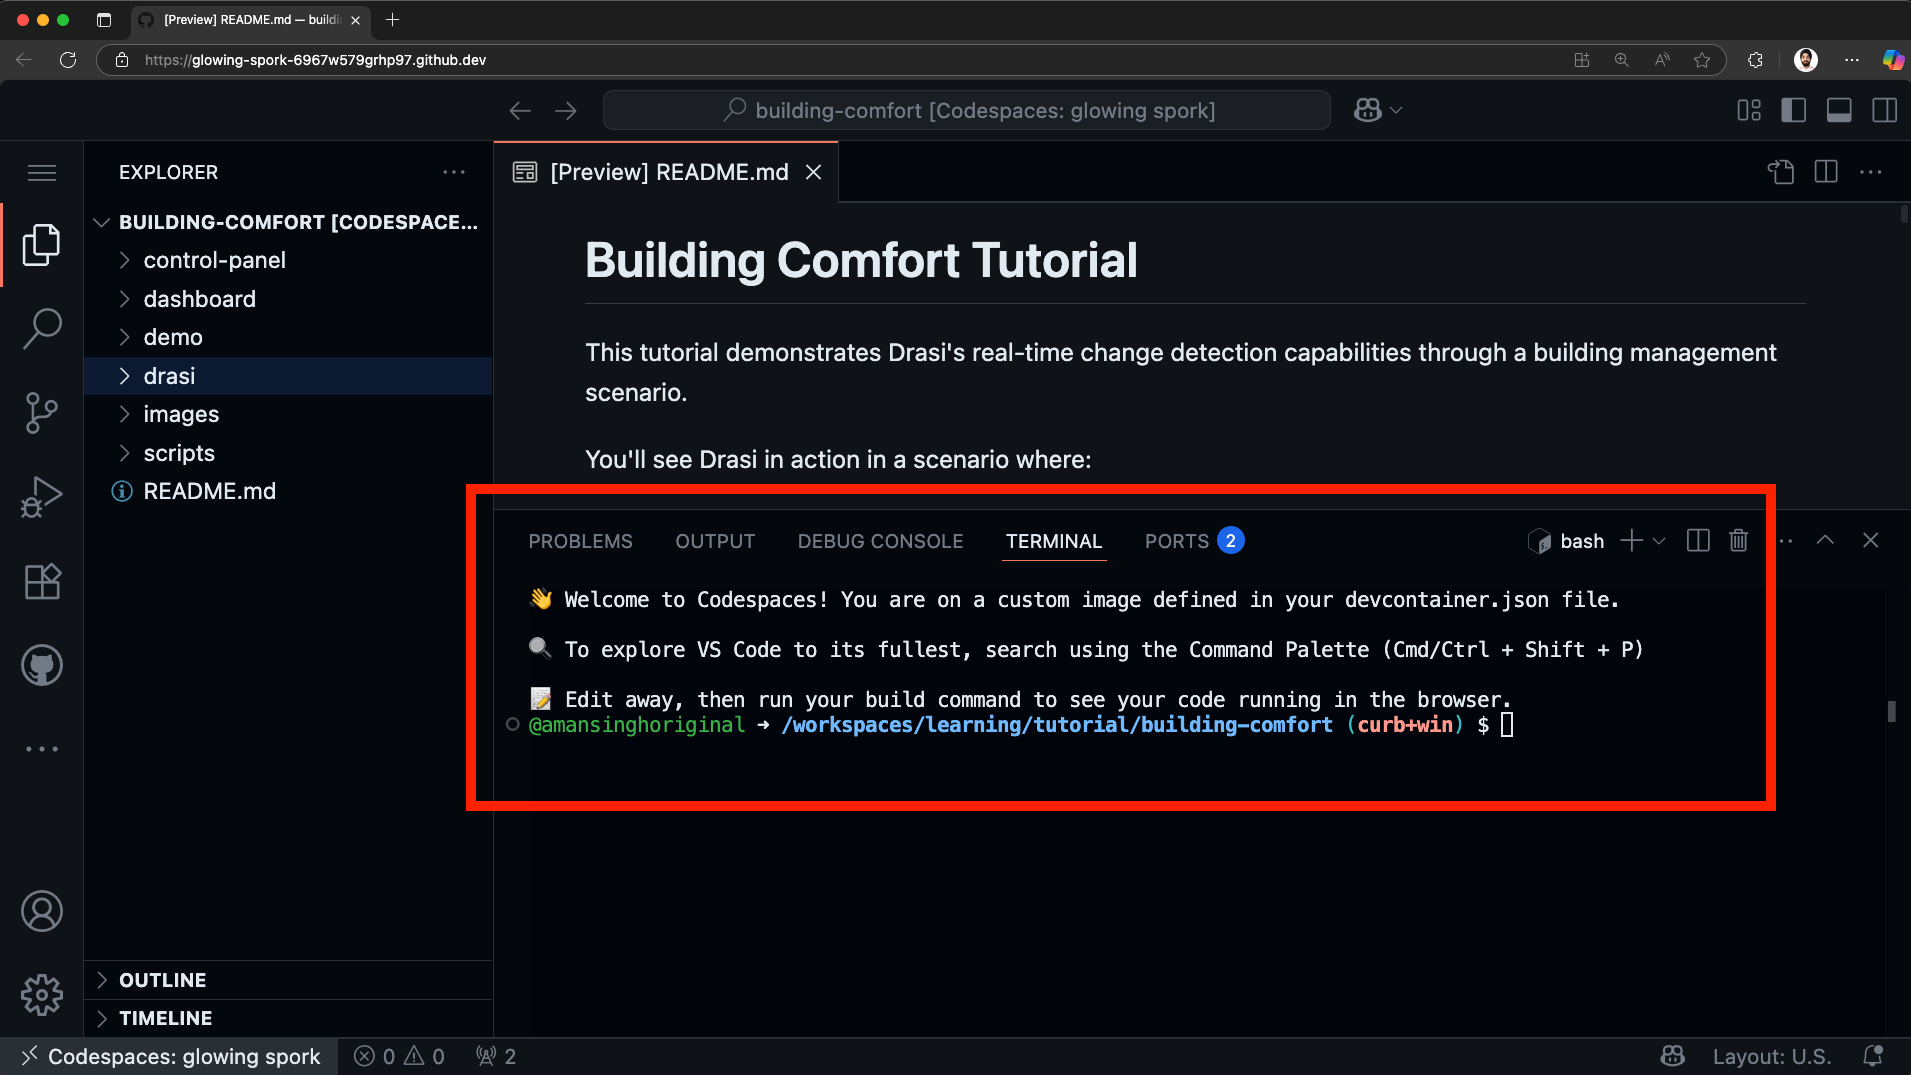 [Preview] README.md — buildi
https://glowing-spork-6967w579grhp97.github.dev
building-comfort [Codespaces: glowing spork]
EXPLORER
BUILDING-COMFORT [CODESPACE...
control-panel
dashboard
demo
drasi
images
scripts
README.md
OUTLINE
TIMELINE
[Preview] README.md
Building Comfort Tutorial
This tutorial demonstrates Drasi's real-time change detection capabilities through a building management
scenario.
You'll see Drasi in action in a scenario where:
PROBLEMS OUTPUT DEBUG CONSOLE TERMINAL PORTS 2 bash
👋 Welcome to Codespaces! You are on a custom image defined in your devcontainer.json file.
🔍 To explore VS Code to its fullest, search using the Command Palette (Cmd/Ctrl + Shift + P)
📝 Edit away, then run your build command to see your code running in the browser.
@amansinghoriginal ➜ /workspaces/learning/tutorial/building-comfort (curb+win) $
Codespaces: glowing spork 0 0 2 Layout: U.S.